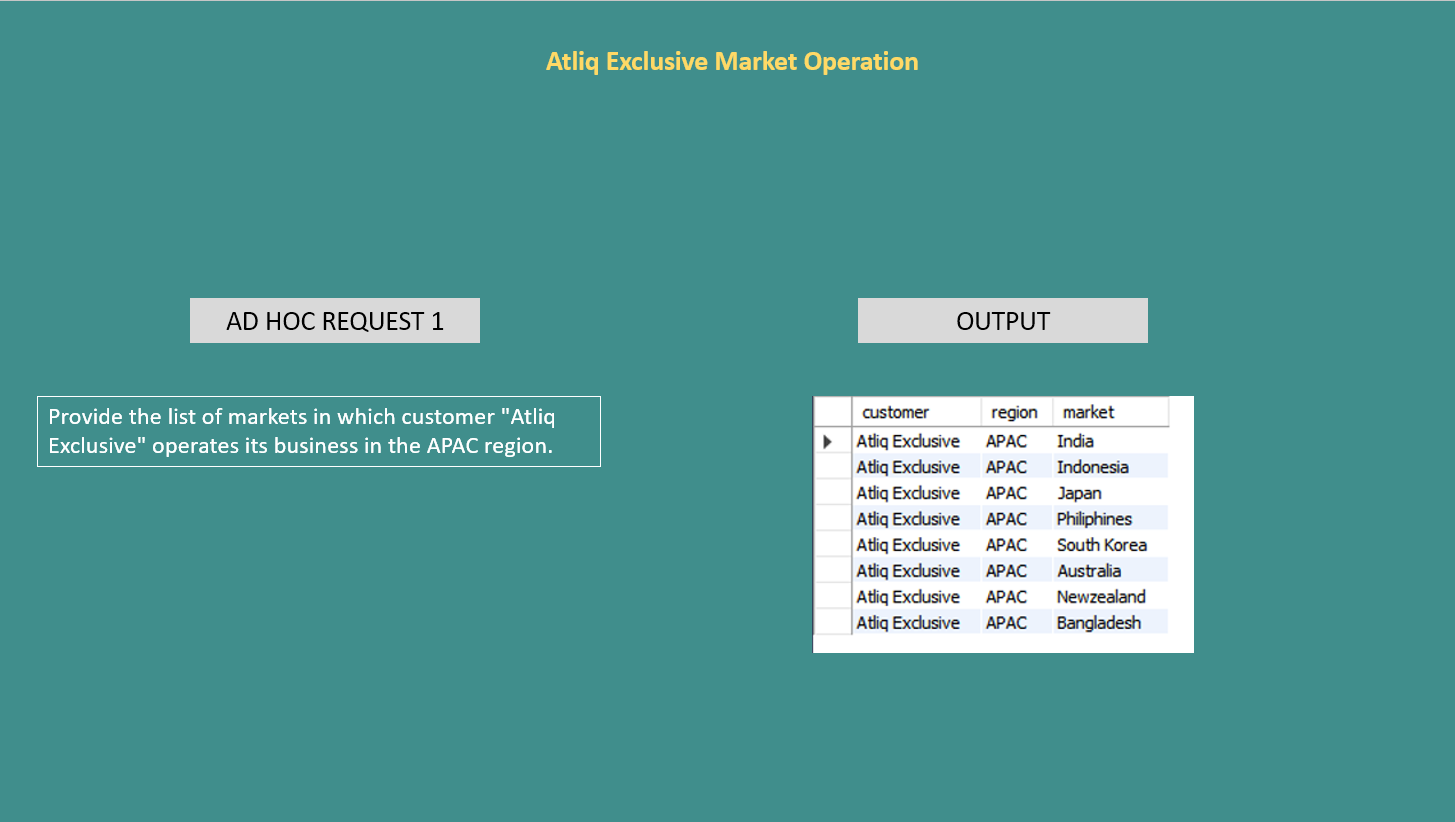 Atliq Exclusive Market Operation
AD HOC REQUEST 1
Provide the list of markets in which customer "Atliq
Exclusive" operates its business in the APAC region.
OUTPUT
customer region market
Atliq Exclusive APAC India
Atliq Exclusive APAC Indonesia
Atliq Exclusive APAC Japan
Atliq Exclusive APAC Philiphines
Atliq Exclusive APAC South Korea
Atliq Exclusive APAC Australia
Atliq Exclusive APAC Newzealand
Atliq Exclusive APAC Bangladesh